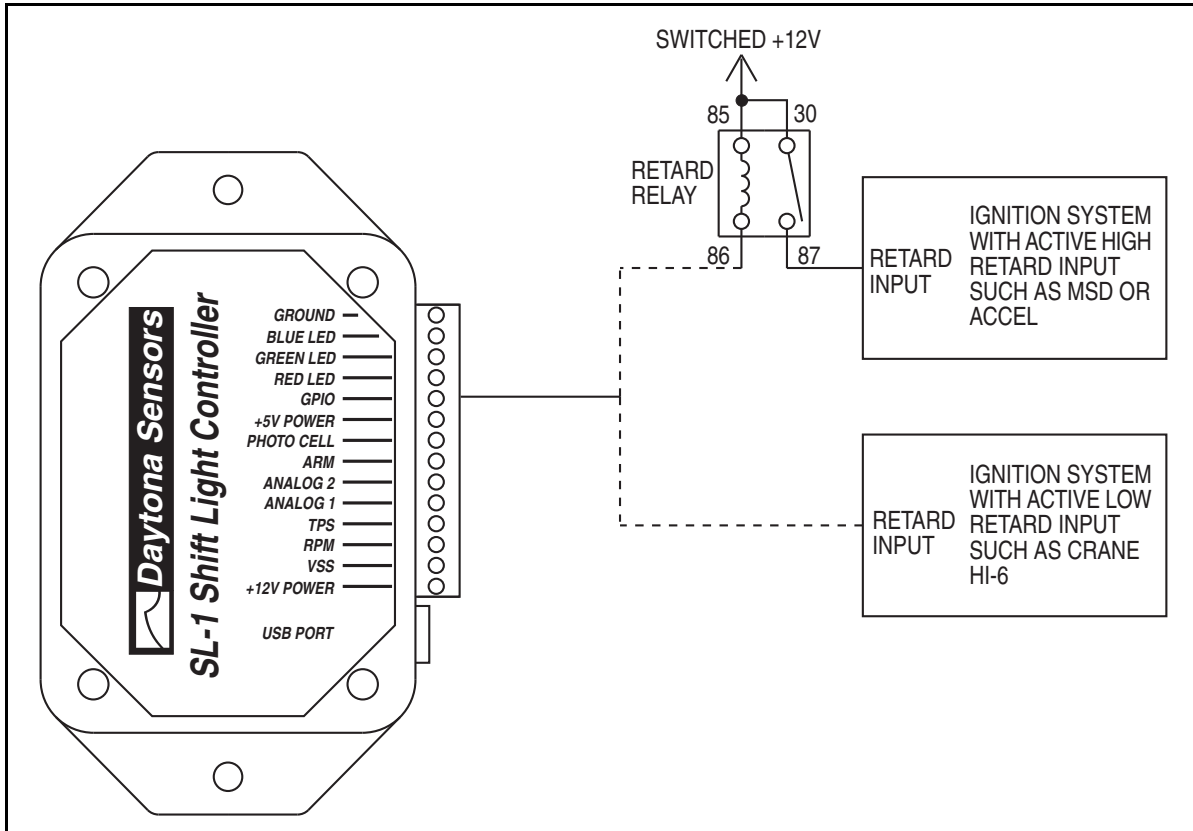 SWITCHED +12V
85 30
RETARD
RELAY
86 87
RETARD
INPUT
IGNITION SYSTEM
WITH ACTIVE HIGH
RETARD INPUT
SUCH AS MSD OR
ACCEL
RETARD
INPUT
IGNITION SYSTEM
WITH ACTIVE LOW
RETARD INPUT
SUCH AS CRANE
HI-6
Daytona Sensors
SL-1 Shift Light Controller
GROUND
BLUE LED
GREEN LED
RED LED
GPIO
+5V POWER
PHOTO CELL
ARM
ANALOG 2
ANALOG 1
TPS
RPM
VSS
+12V POWER
USB PORT